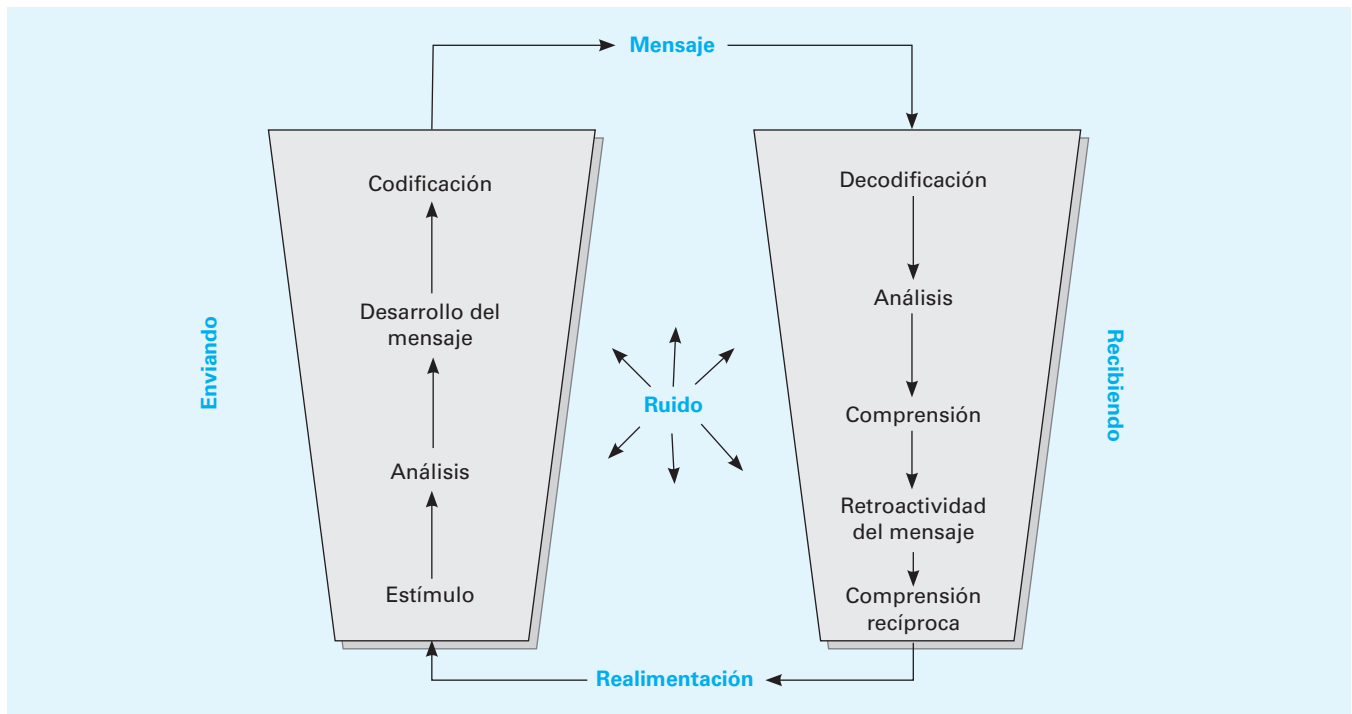 Mensaje
Enviando
Codificación
Desarrollo del
mensaje
Análisis
Estímulo
Ruido
Decodificación
Análisis
Comprensión
Retroactividad
del mensaje
Comprensión
recíproca
Recibiendo
Realimentación